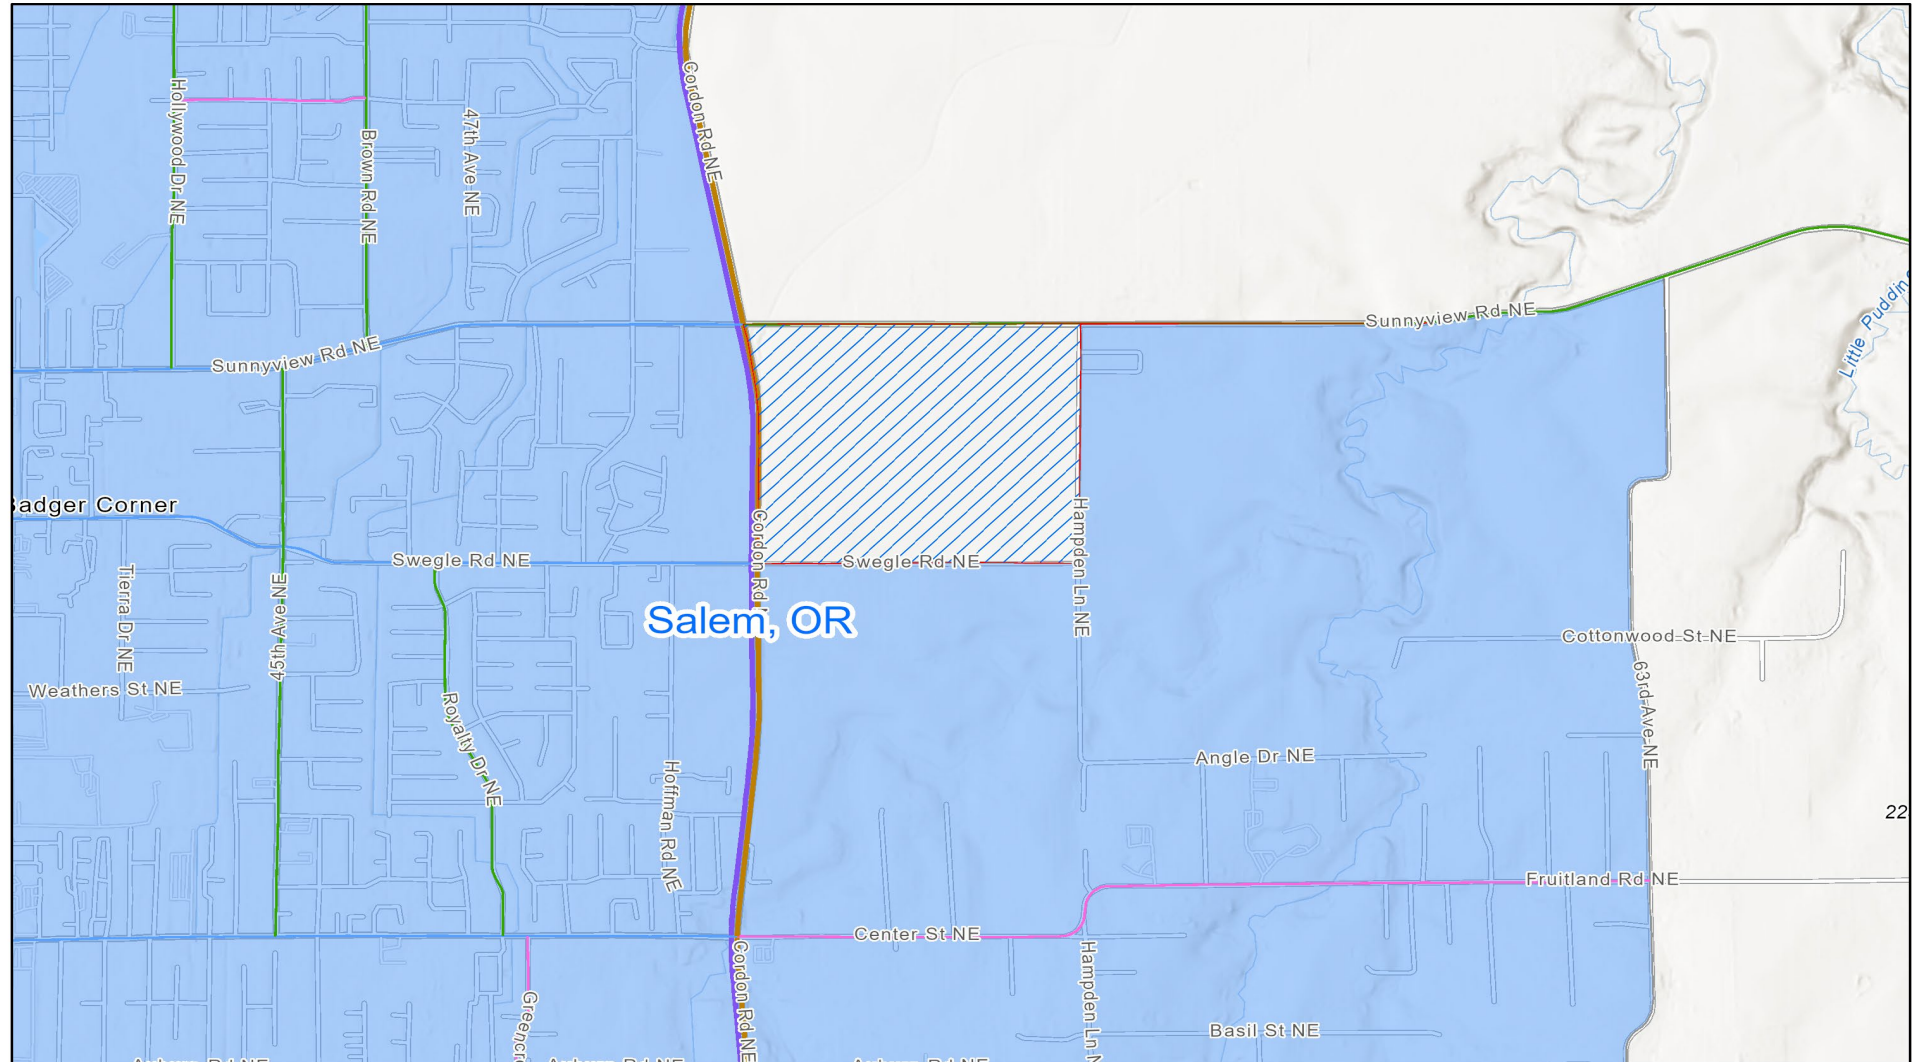 Cordon Rd NE
Hollywood Dr NE
47th Ave NE
Brown Rd NE
Sunnyview Rd NE
Sunnyview Rd NE
Little
Badger Corner
Hampden Ln NE
Cordon Rd
Swegle Rd NE
Swegle Rd NE
Tierra Dr NE
45th Ave NE
Salem, OR
Cottonwood St NE
63rd Ave NE
Weathers St NE
Royalty Dr NE
Angle Dr NE
Hoffman Rd NE
22
Fruitland Rd NE
Center St NE
Cordon Rd NE
Hampden Ln N
Basil St NE